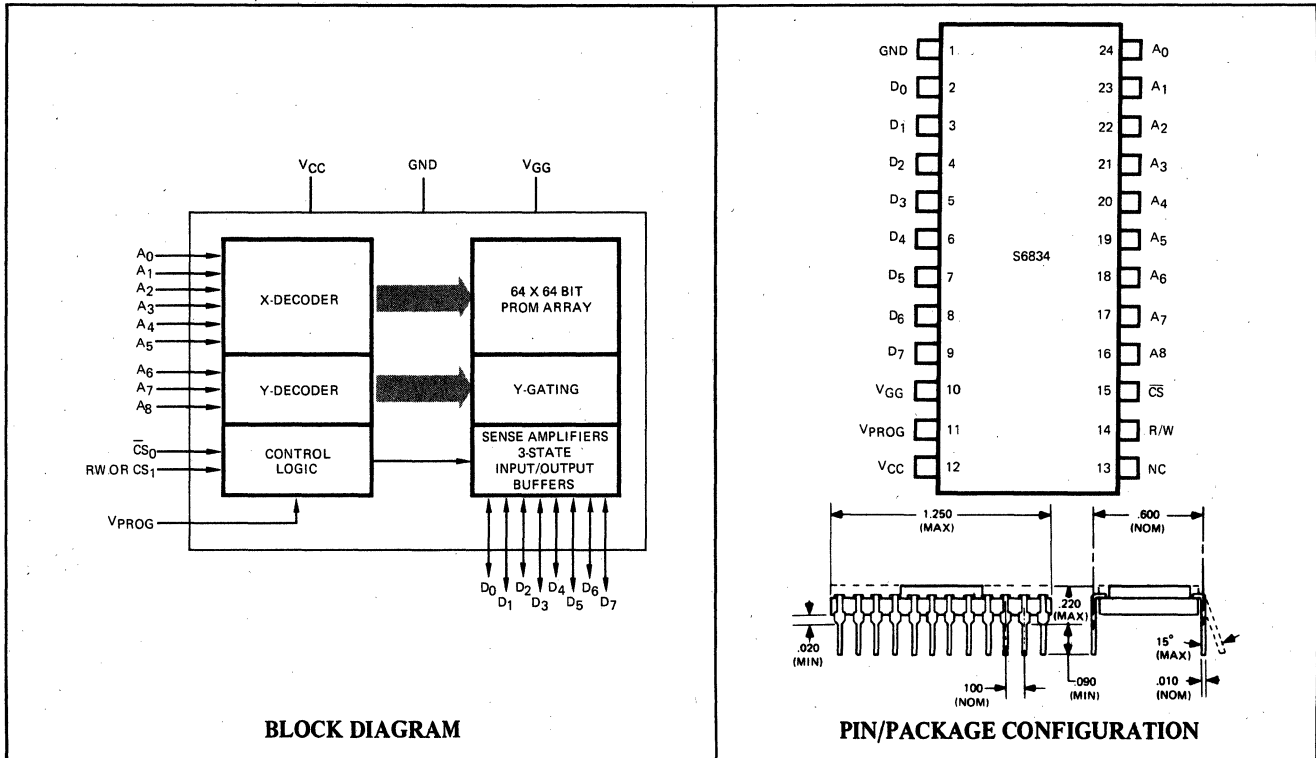 VCC
GND
VGG
A0
A1
A2
A3
A4
A5
X-DECODER
64 X 64 BIT
PROM ARRAY
A6
A7
A8
Y-DECODER
Y-GATING
CS0
RW OR CS1
CONTROL
LOGIC
SENSE AMPLIFIERS
3-STATE
INPUT/OUTPUT
BUFFERS
VPROG
D0 D2 D4 D6
D1 D3 D5 D7
BLOCK DIAGRAM
GND 1 24 A0
D0 2 23 A1
D1 3 22 A2
D2 4 21 A3
D3 5 20 A4
D4 6 19 A5
S6834
D5 7 18 A6
D6 8 17 A7
D7 9 16 A8
VGG 10 15 CS
VPROG 11 14 R/W
VCC 12 13 NC
1.250
(MAX)
.600
(NOM)
.220
(MAX)
.020
(MIN)
15°
(MAX)
100
(NOM)
.090
(MIN)
.010
(NOM)
PIN/PACKAGE CONFIGURATION